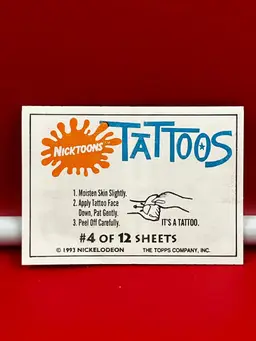 NICKTOONS™ TATTOOS
1. Moisten Skin Slightly.
2. Apply Tattoo Face
Down, Pat Gently.
3. Peel Off Carefully.
IT'S A TATTOO.
#4 OF 12 SHEETS
© 1993 NICKELODEON THE TOPPS COMPANY, INC.